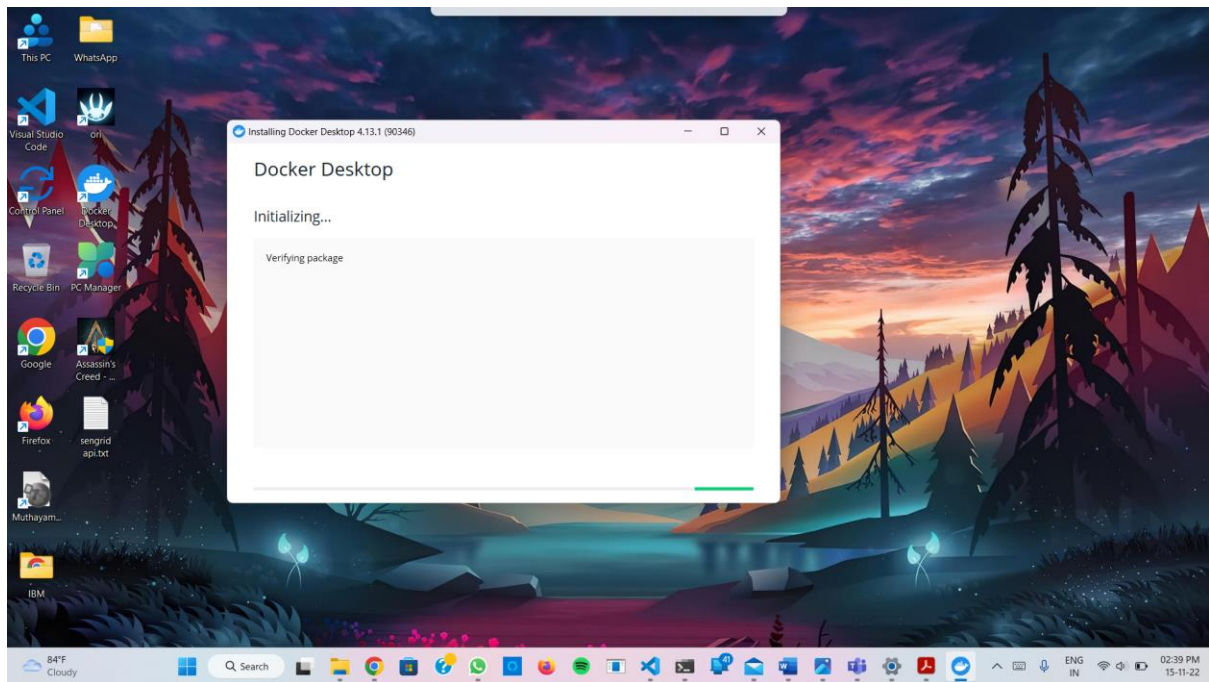 This PC
WhatsApp
Visual Studio
Code
ori
Control Panel
Docker
Desktop
Recycle Bin
PC Manager
Google
Assassin's
Creed - ...
Firefox
sengrid
api.txt
Muthayam...
IBM
Installing Docker Desktop 4.13.1 (90346)
Docker Desktop
Initializing...
Verifying package
84°F
Cloudy
Search
41
ENG
IN
02:39 PM
15-11-22